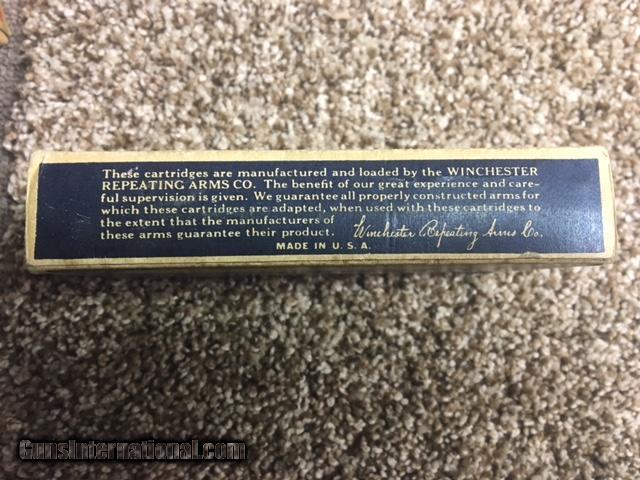 These cartridges are manufactured and loaded by the WINCHESTER
REPEATING ARMS CO. The benefit of our great experience and care-
ful supervision is given. We guarantee all properly constructed arms for
which these cartridges are adapted, when used with these cartridges to
the extent that the manufacturers of
these arms guarantee their product. Winchester Repeating Arms Co.
MADE IN U.S.A.
GunsInternational.com